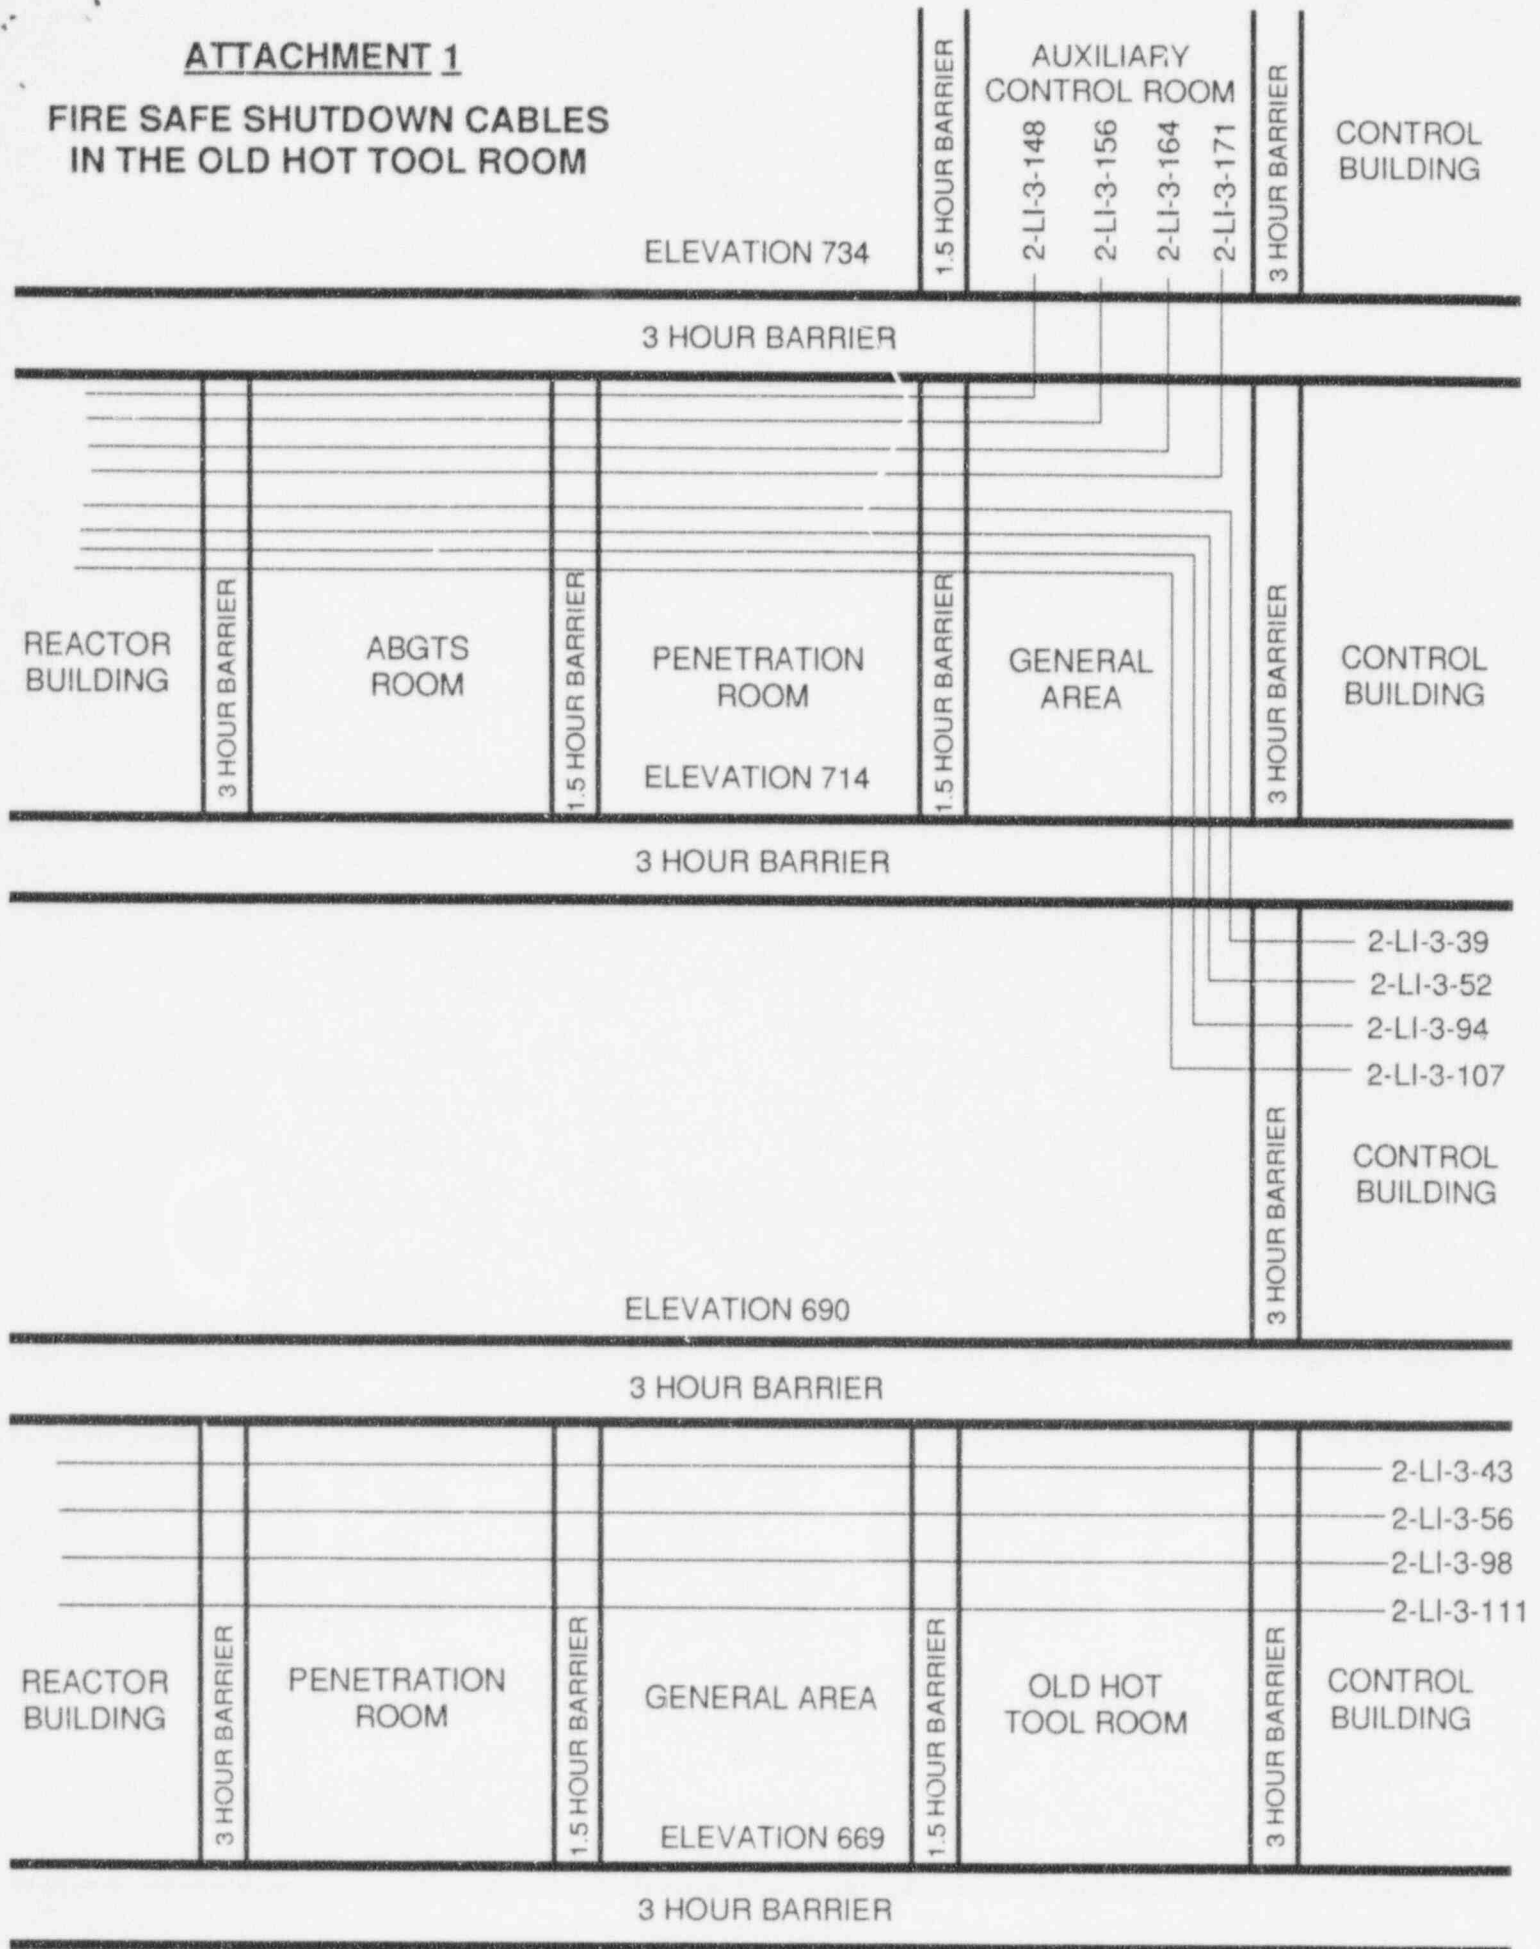 ATTACHMENT 1
FIRE SAFE SHUTDOWN CABLES
IN THE OLD HOT TOOL ROOM
1.5 HOUR BARRIER
AUXILIARY
CONTROL ROOM
2-LI-3-148
2-LI-3-156
2-LI-3-164
2-LI-3-171
3 HOUR BARRIER
CONTROL
BUILDING
ELEVATION 734
3 HOUR BARRIER
REACTOR
BUILDING
3 HOUR BARRIER
ABGTS
ROOM
1.5 HOUR BARRIER
PENETRATION
ROOM
ELEVATION 714
1.5 HOUR BARRIER
GENERAL
AREA
3 HOUR BARRIER
CONTROL
BUILDING
3 HOUR BARRIER
2-LI-3-39
2-LI-3-52
2-LI-3-94
2-LI-3-107
3 HOUR BARRIER
CONTROL
BUILDING
ELEVATION 690
3 HOUR BARRIER
2-LI-3-43
2-LI-3-56
2-LI-3-98
2-LI-3-111
REACTOR
BUILDING
3 HOUR BARRIER
PENETRATION
ROOM
1.5 HOUR BARRIER
GENERAL AREA
ELEVATION 669
1.5 HOUR BARRIER
OLD HOT
TOOL ROOM
3 HOUR BARRIER
CONTROL
BUILDING
3 HOUR BARRIER